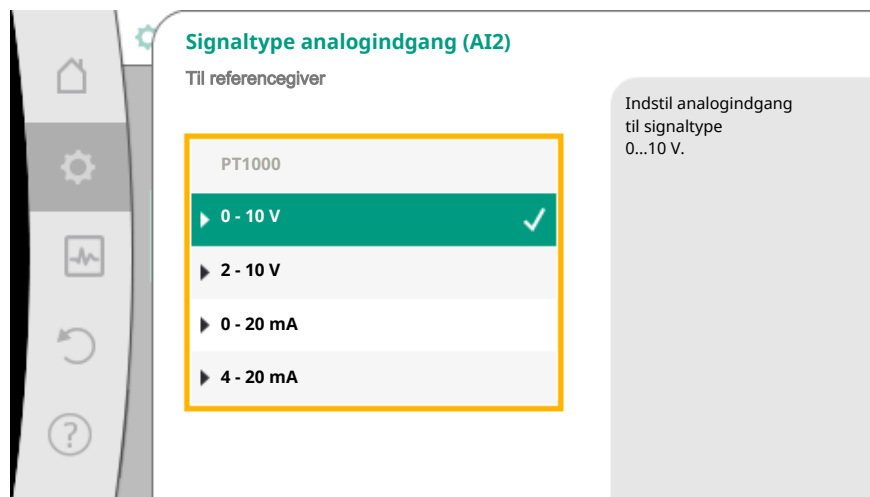 Signaltype analogindgang (AI2)
Til referencegiver
PT1000
0 - 10 V
2 - 10 V
0 - 20 mA
4 - 20 mA
Indstil analogindgang
til signaltype
0...10 V.
?